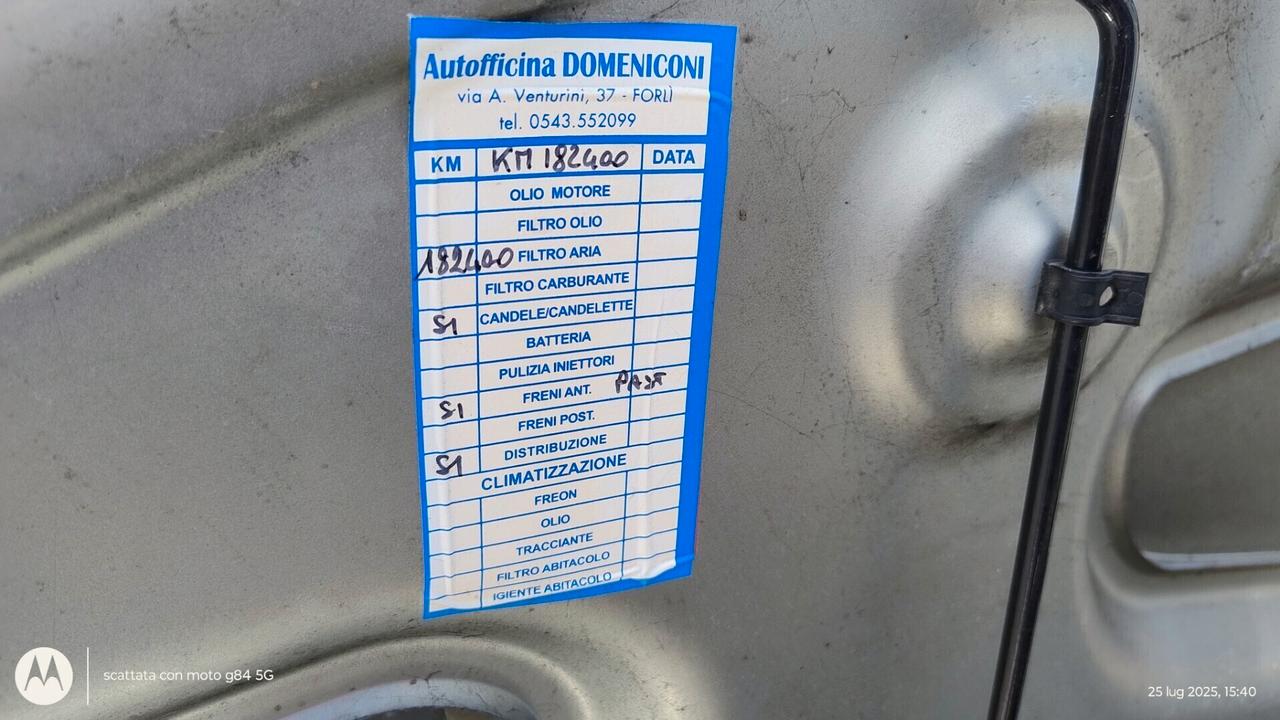 Autofficina DOMENICONI
via A. Venturini, 37 - FORLÌ
tel. 0543.552099
KM KM 182400 DATA
OLIO MOTORE
FILTRO OLIO
182400 FILTRO ARIA
FILTRO CARBURANTE
SI CANDELE/CANDELETTE
BATTERIA
PULIZIA INIETTORI
SI FRENI ANT. PAST
FRENI POST.
SI DISTRIBUZIONE
CLIMATIZZAZIONE
FREON
OLIO
TRACCIANTE
FILTRO ABITACOLO
IGIENTE ABITACOLO
scattata con moto g84 5G
25 lug 2025, 15:40